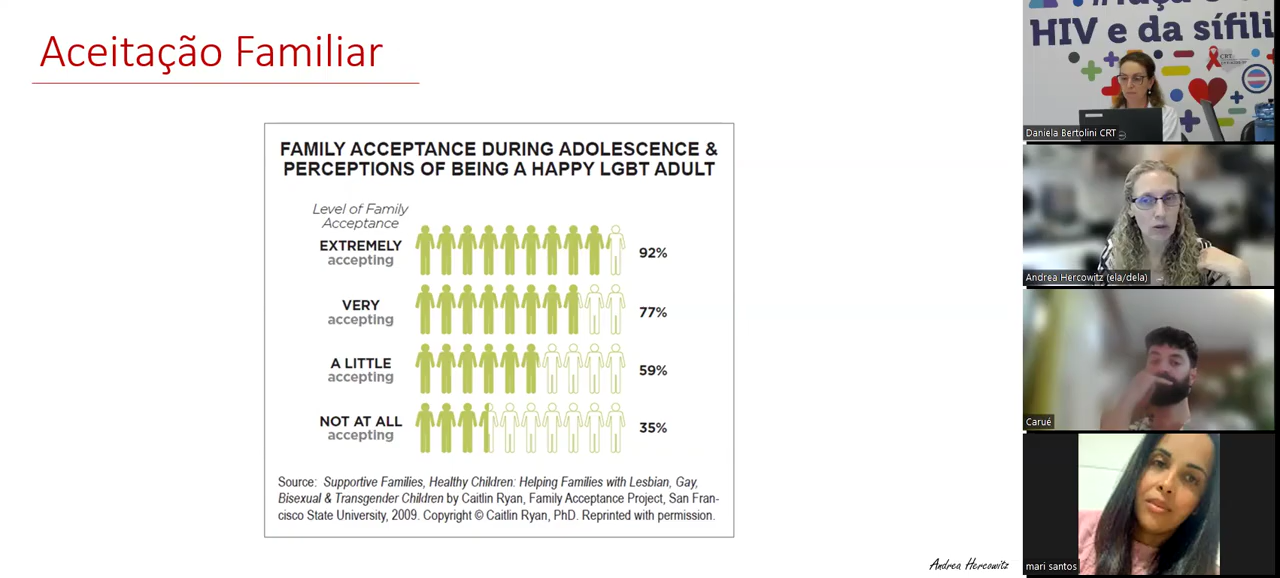 Aceitação Familiar
FAMILY ACCEPTANCE DURING ADOLESCENCE &
PERCEPTIONS OF BEING A HAPPY LGBT ADULT
Level of Family
Acceptance
EXTREMELY
accepting
92%
VERY
accepting
77%
A LITTLE
accepting
59%
NOT AT ALL
accepting
35%
Source: Supportive Families, Healthy Children: Helping Families with Lesbian, Gay,
Bisexual & Transgender Children by Caitlin Ryan, Family Acceptance Project, San Fran-
cisco State University, 2009. Copyright © Caitlin Ryan, PhD. Reprinted with permission.
Andrea Hercowitz
HIV e da sífili
CRT
Daniela Bertolini CRT
Andrea Hercowitz (ela/dela)
Carué
mari santos